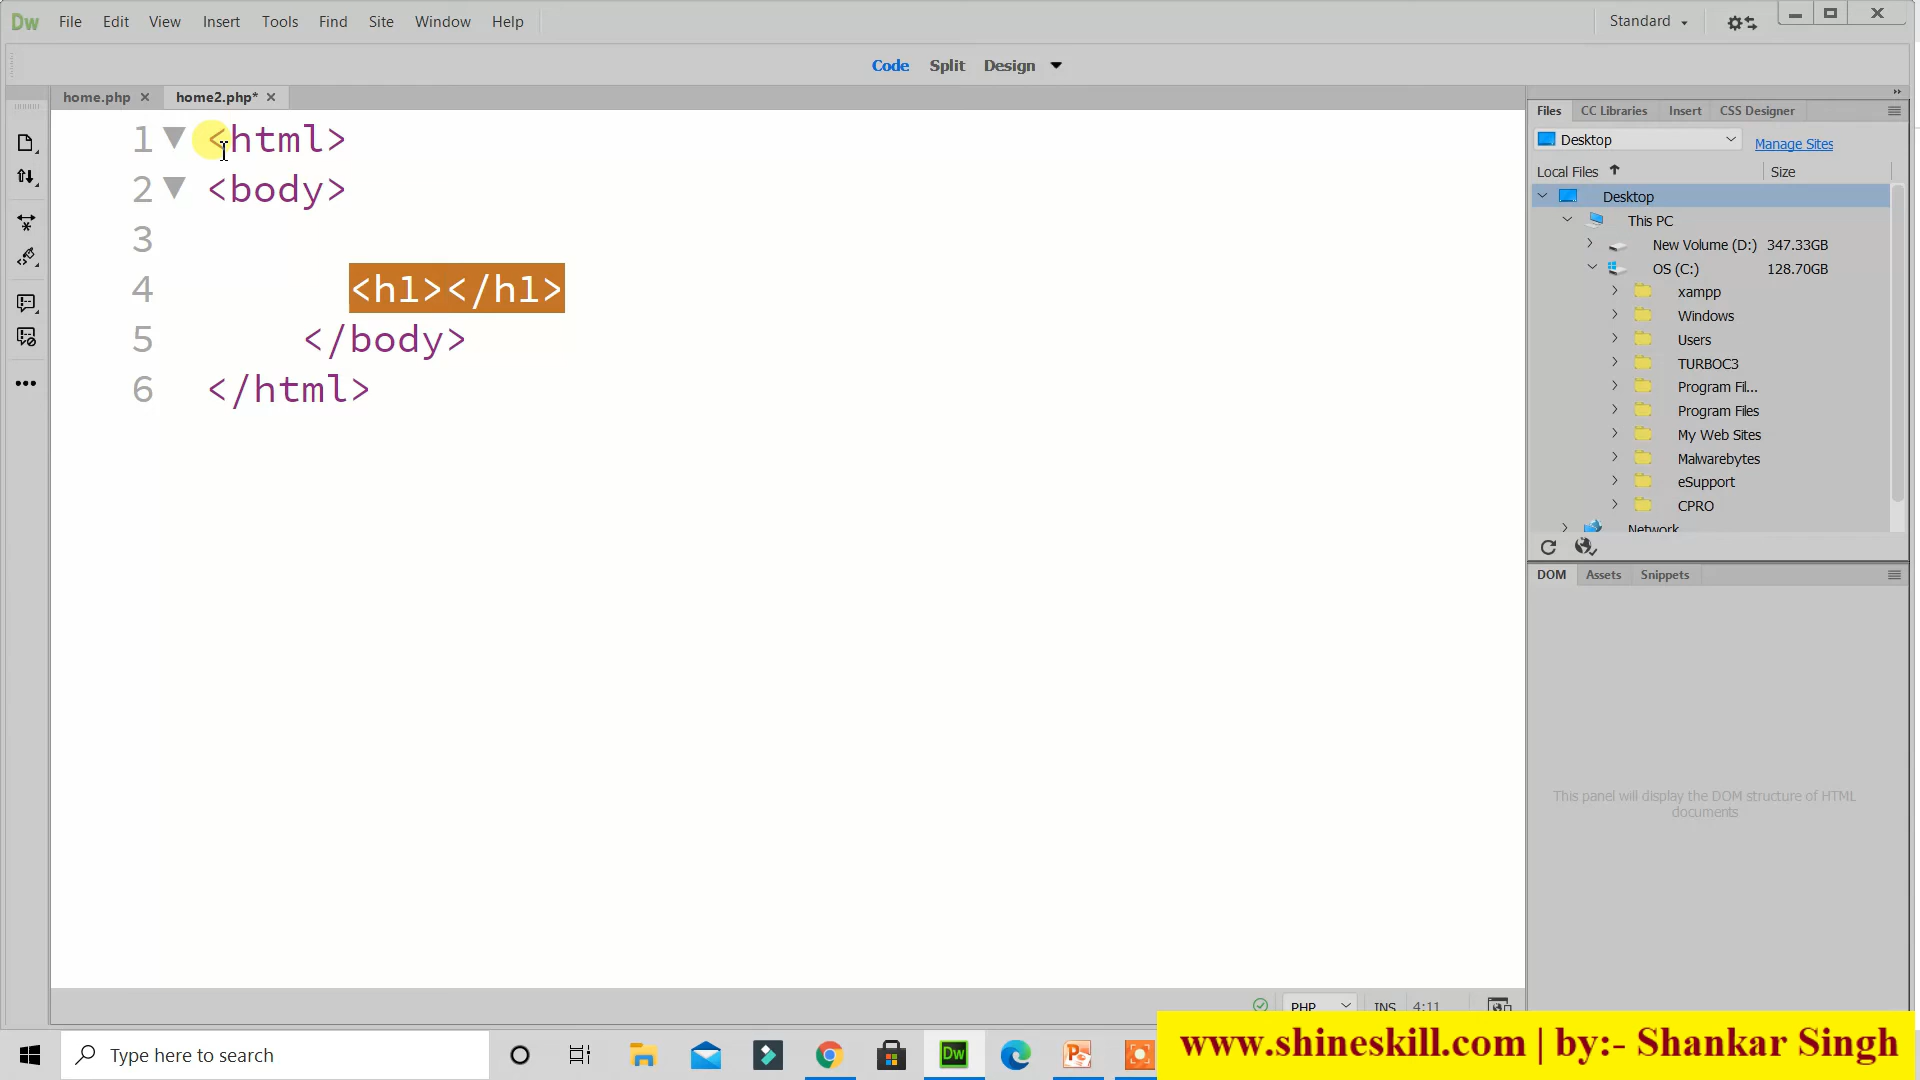 Dw File Edit View Insert Tools Find Site Window Help Standard
Code Split Design
home.php × home2.php* ×
1 <html>
2 <body>
3
4 <h1></h1>
5 </body>
6 </html>
Files CC Libraries Insert CSS Designer
Desktop Manage Sites
Local Files Size
Desktop
This PC
New Volume (D:) 347.33GB
OS (C:) 128.70GB
xampp
Windows
Users
TURBOC3
Program Fil...
Program Files
My Web Sites
Malwarebytes
eSupport
CPRO
Network
DOM Assets Snippets
This panel will display the DOM structure of HTML
documents
PHP INS 4:11
Type here to search
Dw
www.shineskill.com | by:- Shankar Singh